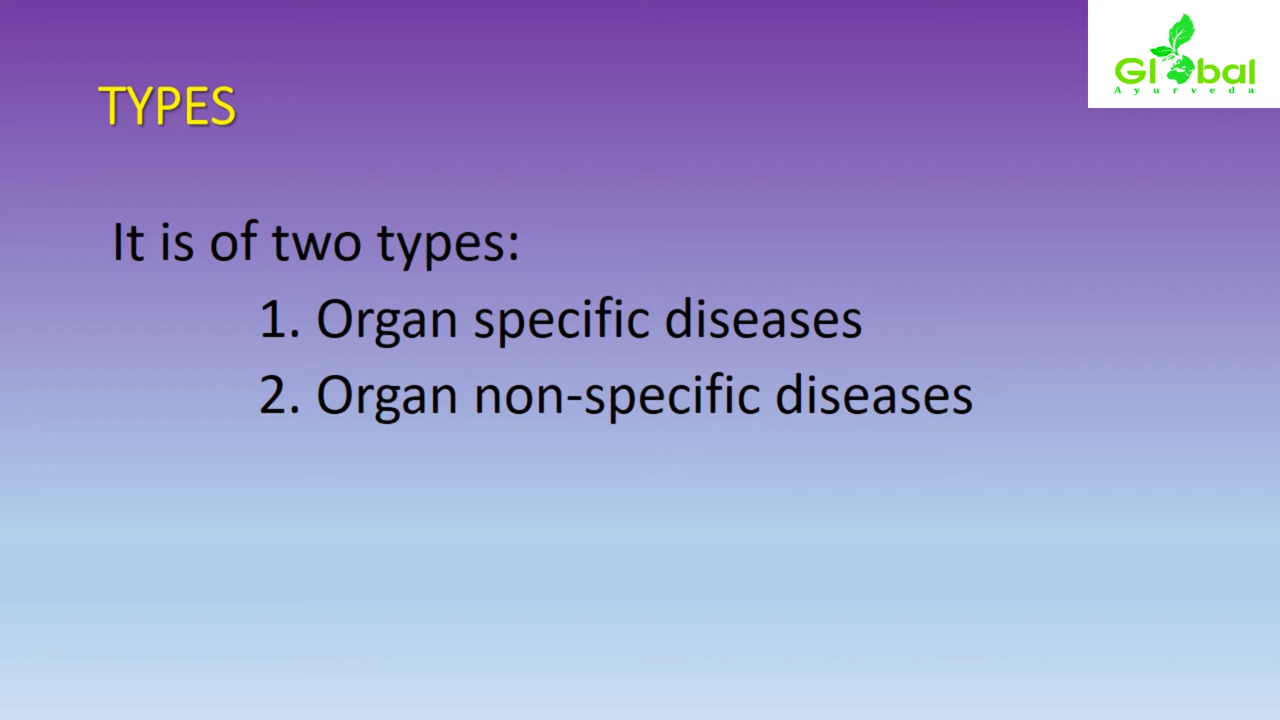 Global
Ayurveda
TYPES
It is of two types:
1. Organ specific diseases
2. Organ non-specific diseases